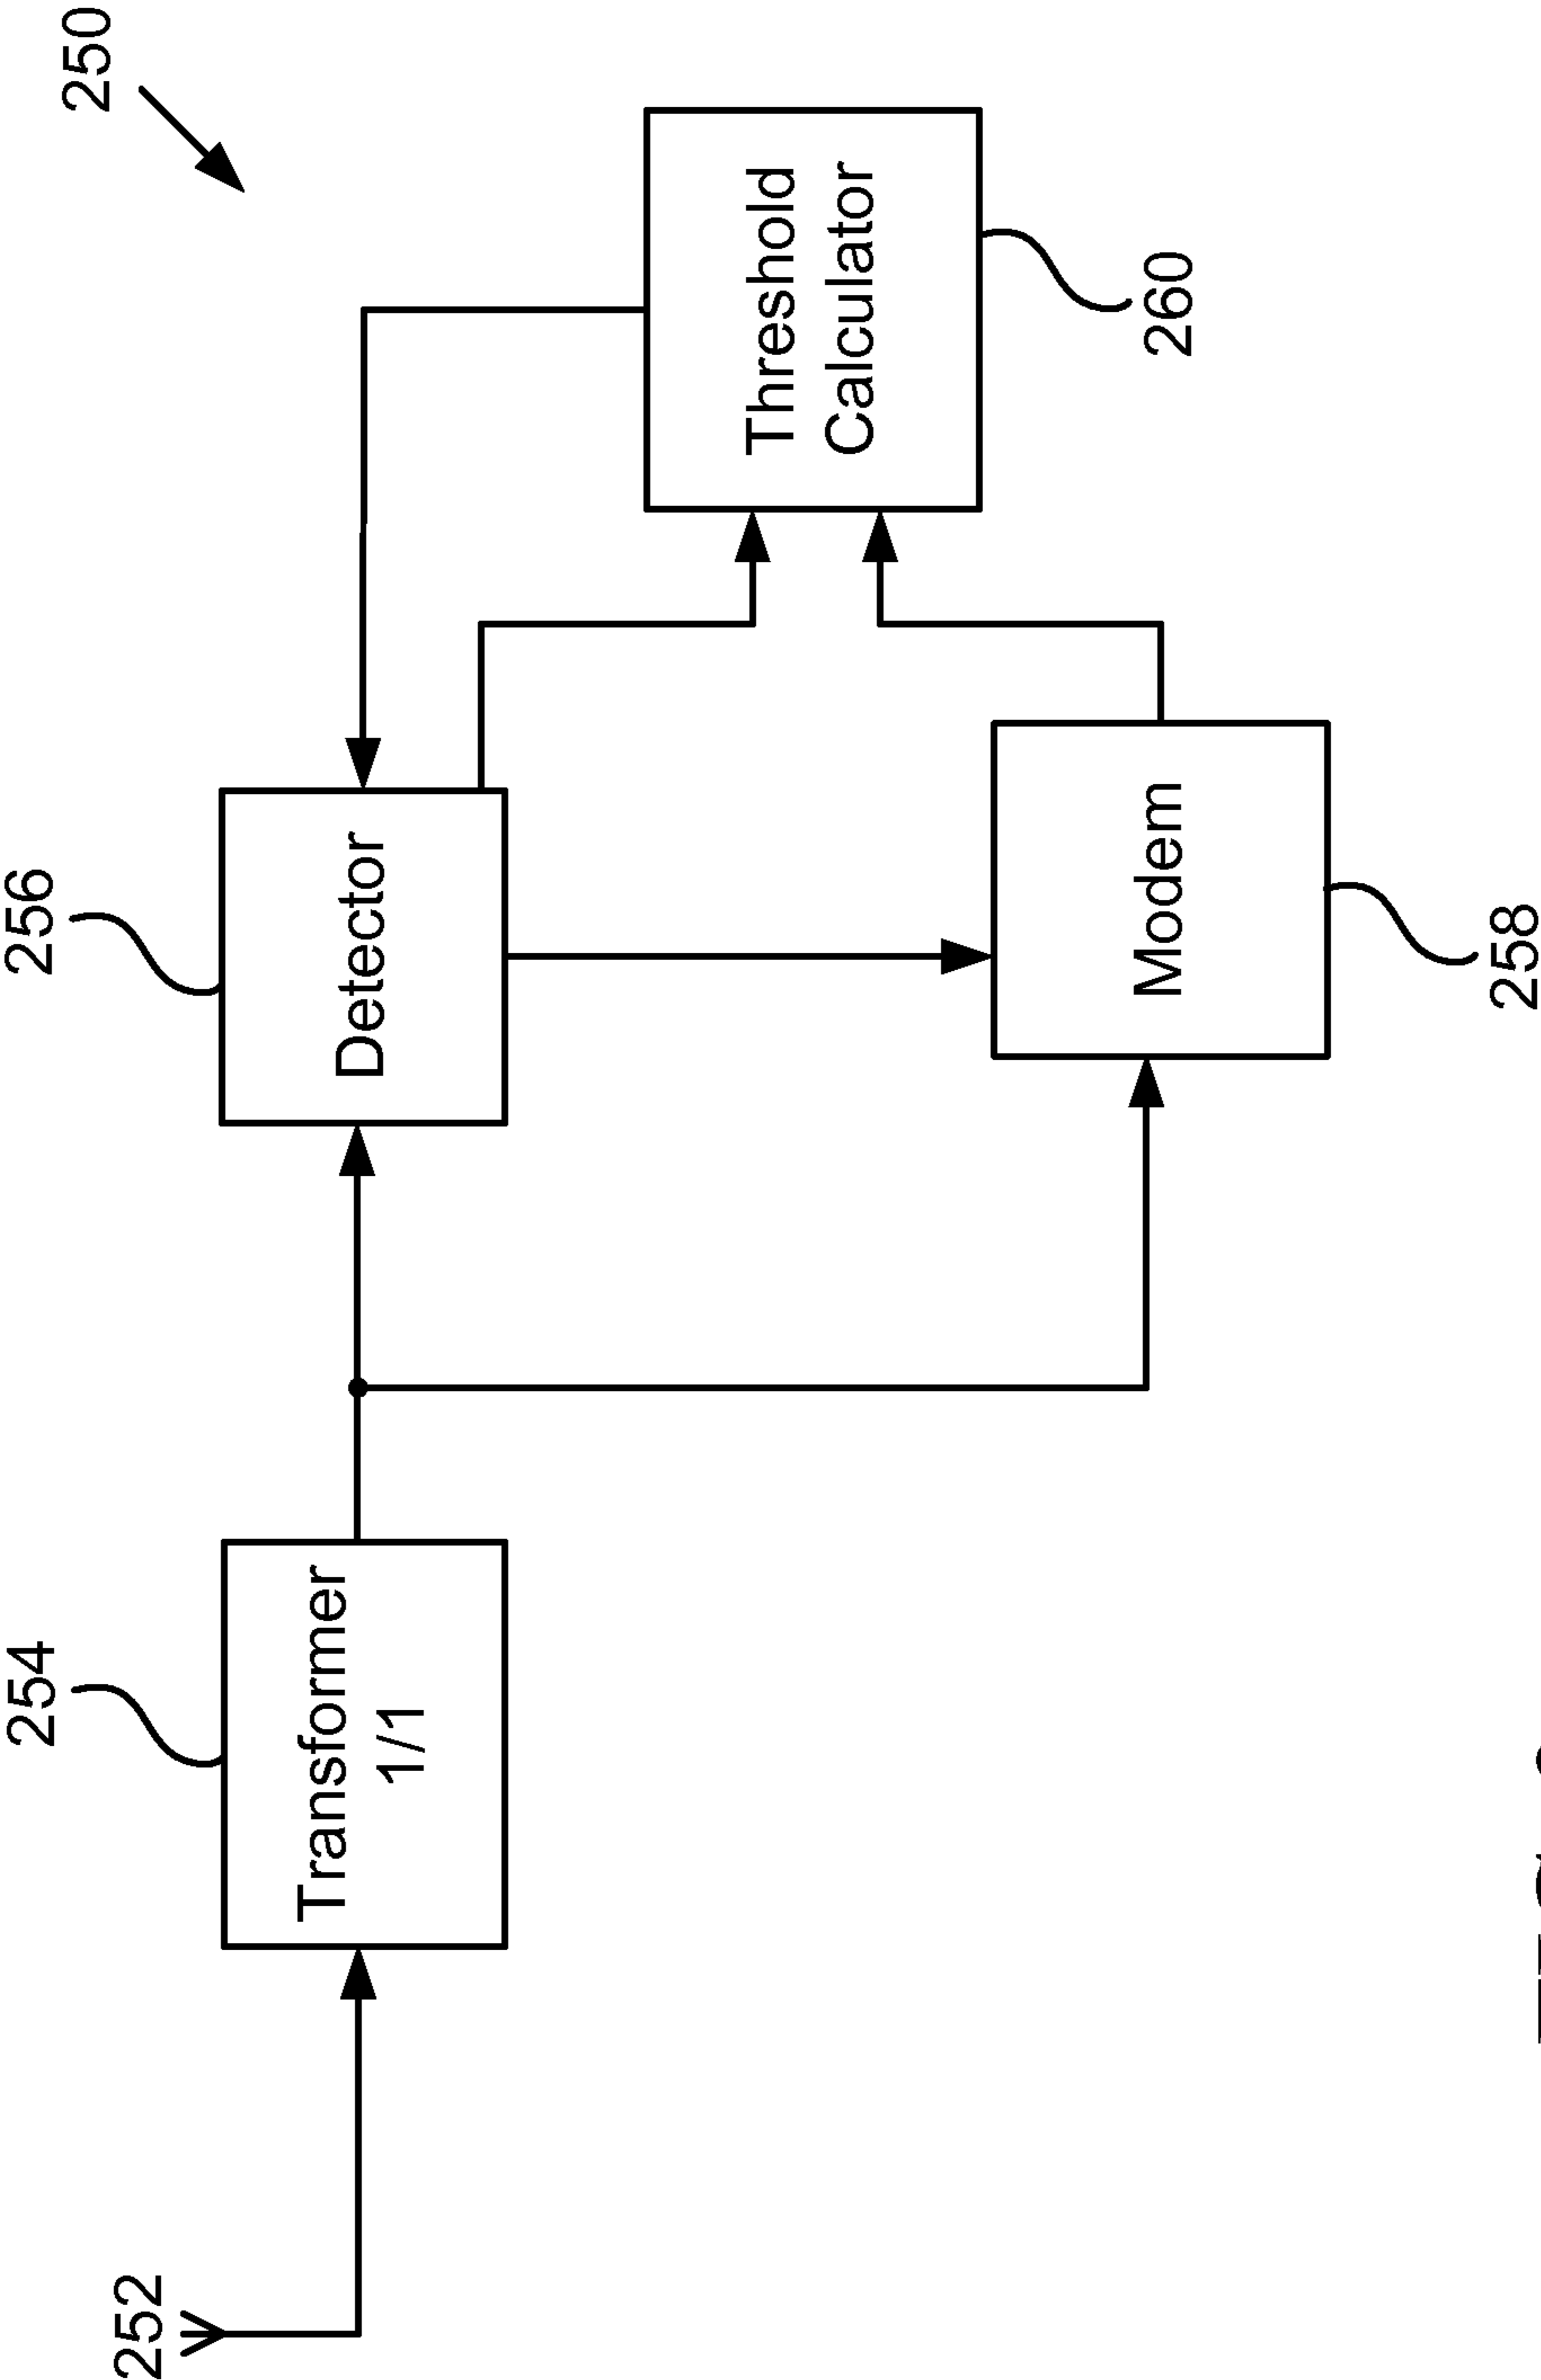 250
256
254
252
Detector
Transformer
1/1
Threshold
Calculator
260
Modem
258